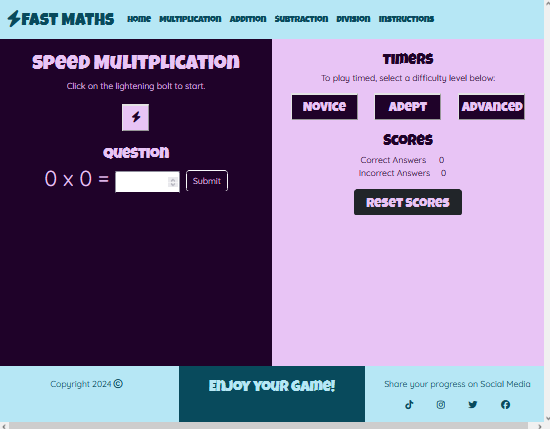 FAST MATHS
Home Multiplication Addition Subtraction Division Instructions
Speed Mulitplication
Click on the lightening bolt to start.
Question
0 x 0 =
Submit
Timers
To play timed, select a difficulty level below:
Novice Adept Advanced
Scores
Correct Answers 0
Incorrect Answers 0
Reset Scores
Copyright 2024 ©
Enjoy your game!
Share your progress on Social Media